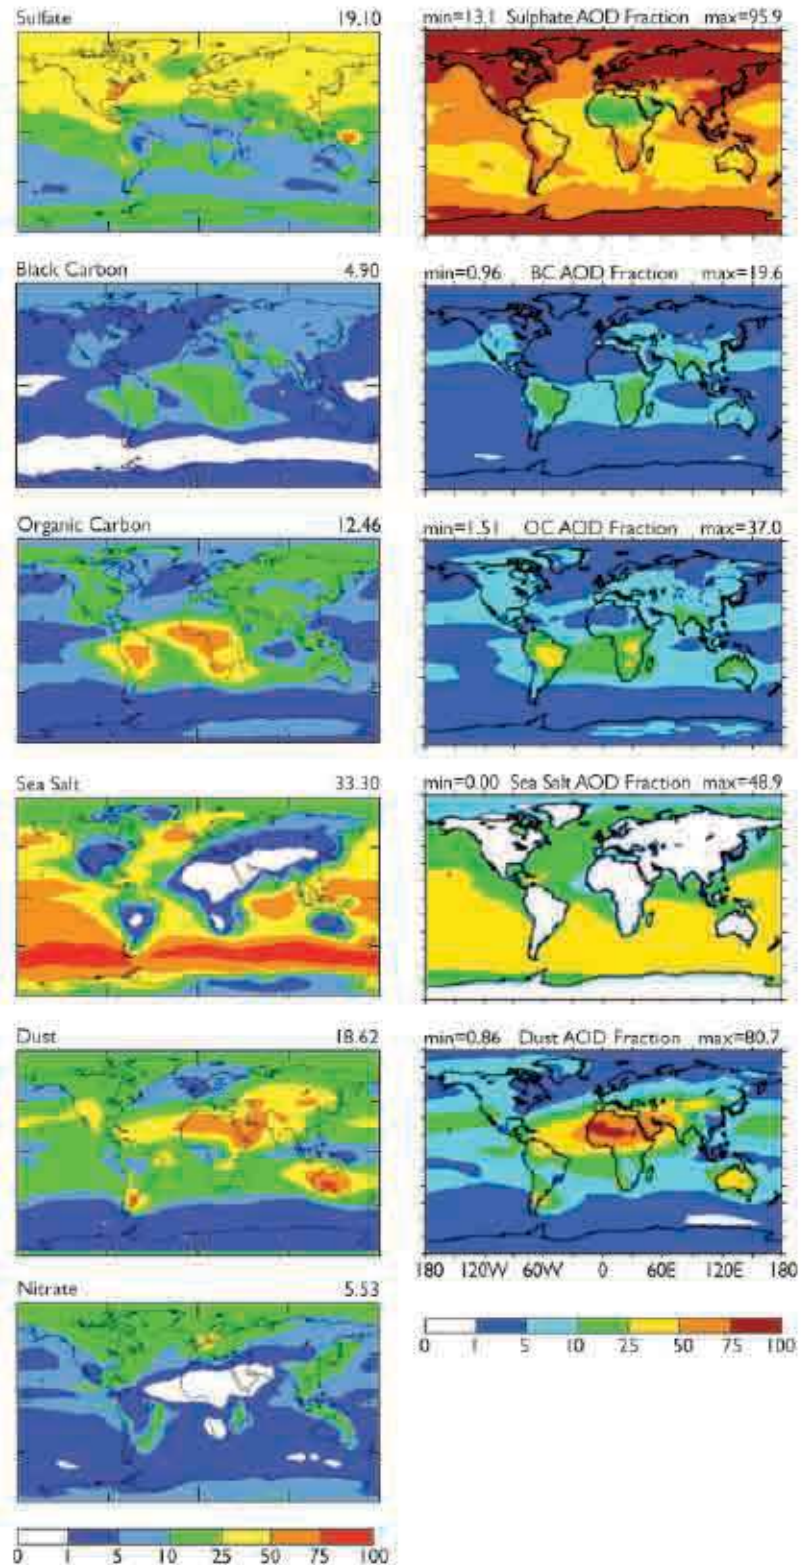 Sulfate 19.10
min=13.1 Sulphate AOD Fraction max=95.9
Black Carbon 4.90
min=0.96 BC AOD Fraction max=19.6
Organic Carbon 12.46
min=1.51 OC AOD Fraction max=37.0
Sea Salt 33.30
min=0.00 Sea Salt AOD Fraction max=48.9
Dust 18.62
min=0.86 Dust AOD Fraction max=80.7
180 120W 60W 0 60E 120E 180
Nitrate 5.53
0 1 5 10 25 50 75 100
0 1 5 10 25 50 75 100